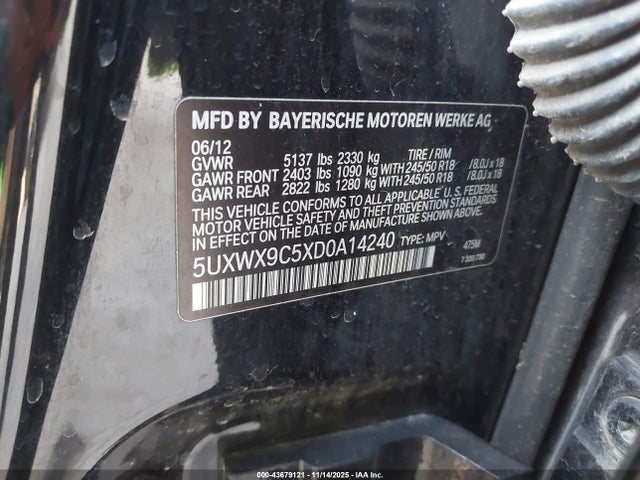 MFD BY BAYERISCHE MOTOREN WERKE AG
06/12 TIRE / RIM
GVWR 5137 lbs 2330 kg
GAWR FRONT 2403 lbs 1090 kg WITH 245/50 R18 / 8.0J x 18
GAWR REAR 2822 lbs 1280 kg WITH 245/50 R18 / 8.0J x 18
THIS VEHICLE CONFORMS TO ALL APPLICABLE U.S. FEDERAL
MOTOR VEHICLE SAFETY AND THEFT PREVENTION STANDARDS
IN EFFECT ON THE DATE OF MANUFACTURE SHOWN ABOVE.
5UXWX9C5XD0A14240 TYPE: MPV 475M
000-43679121 - 11/14/2025 - IAA Inc.